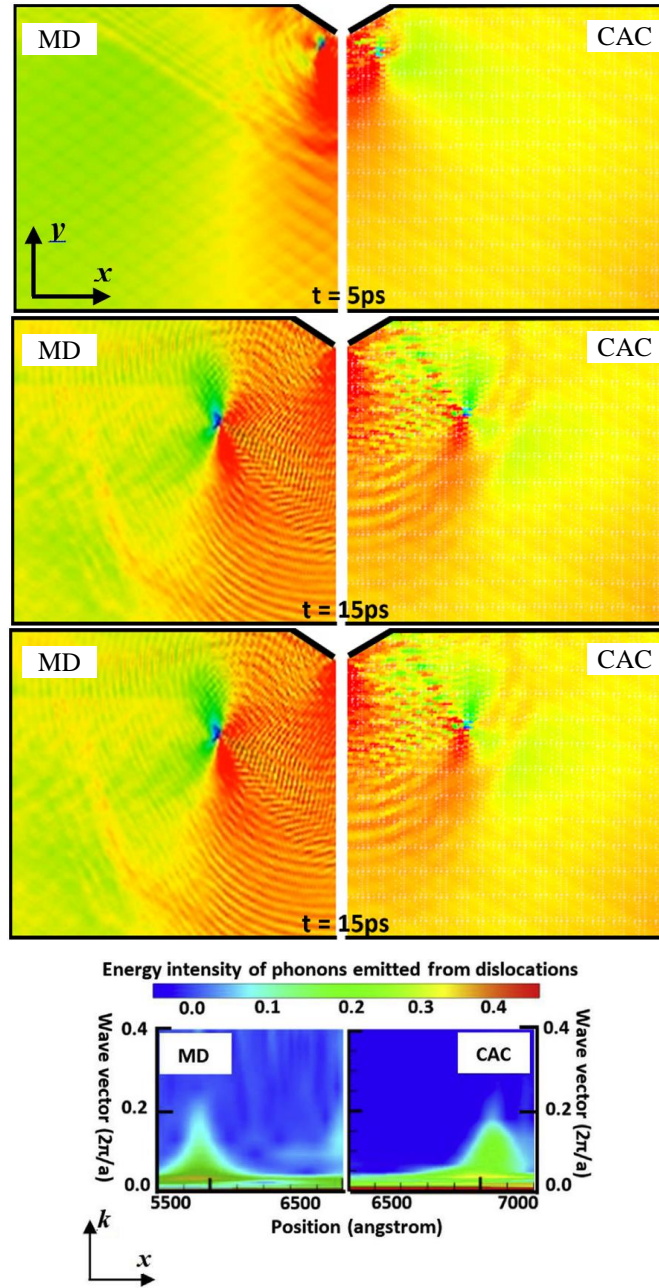 MD CAC
y
x
t = 5ps
MD CAC
t = 15ps
MD CAC
t = 15ps
Energy intensity of phonons emitted from dislocations
0.0 0.1 0.2 0.3 0.4
Wave vector (2π/a)
0.4
0.2
0.0
MD CAC
0.4
0.2
0.0
Wave vector (2π/a)
5500 6500 6500 7000
Position (angstrom)
k
x